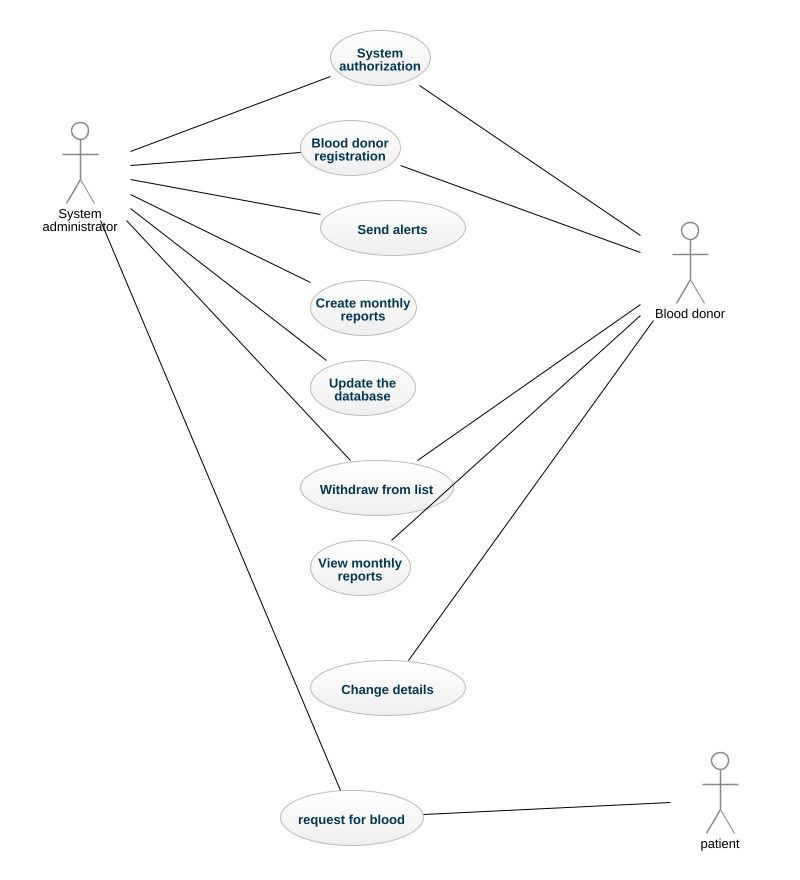 System
authorization
Blood donor
registration
System
administrator
Send alerts
Create monthly
reports
Blood donor
Update the
database
Withdraw from list
View monthly
reports
Change details
request for blood
patient